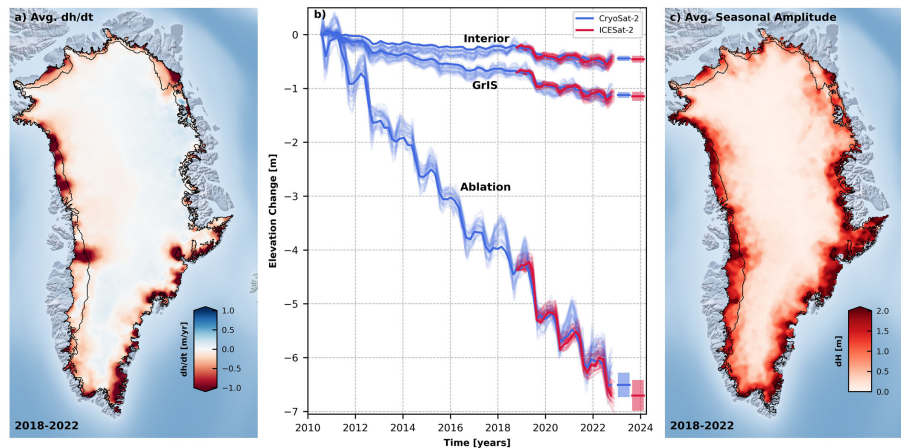 a) Avg. dh/dt
1.0
0.5
0.0
−0.5
−1.0
dh/dt [m/yr]
2018-2022
b)
CryoSat-2
ICESat-2
Interior
GrIS
Ablation
0
−1
−2
−3
−4
−5
−6
−7
Elevation Change [m]
2010 2012 2014 2016 2018 2020 2022 2024
Time [years]
c) Avg. Seasonal Amplitude
2.0
1.5
1.0
0.5
0.0
dH [m]
2018-2022